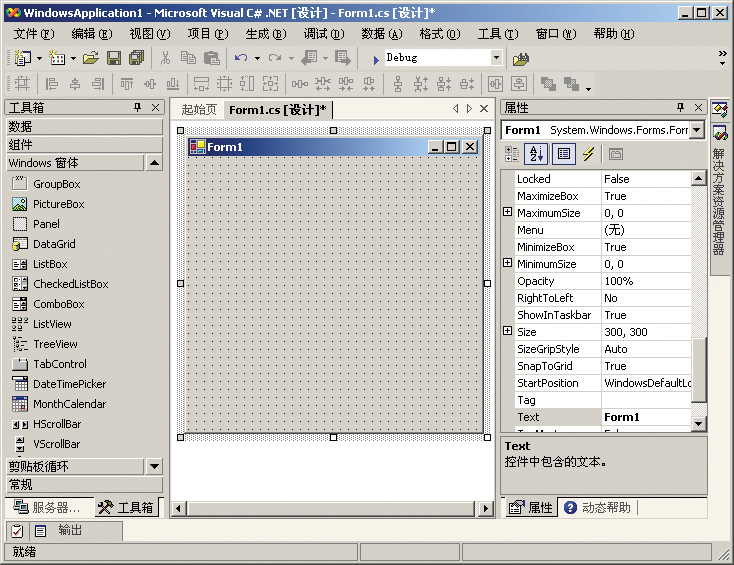 WindowsApplication1 - Microsoft Visual C# .NET [设计] - Form1.cs [设计]*
文件(F) 编辑(E) 视图(V) 项目(P) 生成(B) 调试(D) 数据(A) 格式(O) 工具(T) 窗口(W) 帮助(H)
Debug
工具箱
数据
组件
Windows 窗体
GroupBox
PictureBox
Panel
DataGrid
ListBox
CheckedListBox
ComboBox
ListView
TreeView
TabControl
DateTimePicker
MonthCalendar
HScrollBar
VScrollBar
剪贴板循环
常规
服务器... 工具箱
起始页 Form1.cs [设计]*
Form1
属性
Form1 System.Windows.Forms.For
Locked False
MaximizeBox True
MaximumSize 0, 0
Menu (无)
MinimizeBox True
MinimumSize 0, 0
Opacity 100%
RightToLeft No
ShowInTaskbar True
Size 300, 300
SizeGripStyle Auto
SnapToGrid True
StartPosition WindowsDefaultLo
Tag
Text Form1
Text
控件中包含的文本。
属性 动态帮助
解决方案资源管理器
输出
就绪